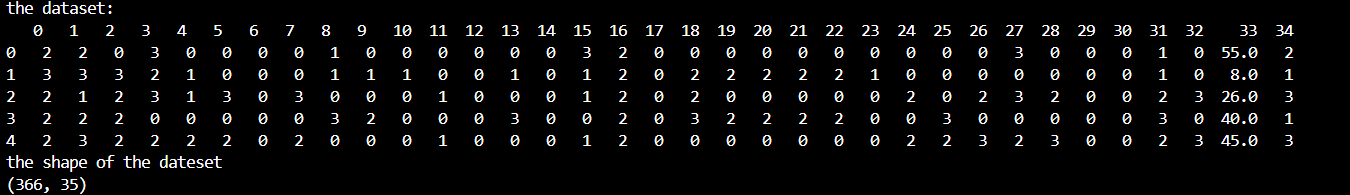 the dataset:
0 1 2 3 4 5 6 7 8 9 10 11 12 13 14 15 16 17 18 19 20 21 22 23 24 25 26 27 28 29 30 31 32 33 34
0 2 2 0 3 0 0 0 0 1 0 0 0 0 0 0 3 2 0 0 0 0 0 0 0 0 0 0 3 0 0 0 1 0 55.0 2
1 3 3 3 2 1 0 0 0 1 1 1 0 0 1 0 1 2 0 2 2 2 2 2 1 0 0 0 0 0 0 0 1 0 8.0 1
2 2 1 2 3 1 3 0 3 0 0 0 1 0 0 0 1 2 0 2 0 0 0 0 0 2 0 2 3 2 0 0 2 3 26.0 3
3 2 2 2 0 0 0 0 0 3 2 0 0 0 3 0 0 2 0 3 2 2 2 2 0 0 3 0 0 0 0 0 3 0 40.0 1
4 2 3 2 2 2 2 0 2 0 0 0 1 0 0 0 1 2 0 0 0 0 0 0 0 2 2 3 2 3 0 0 2 3 45.0 3
the shape of the dateset
(366, 35)